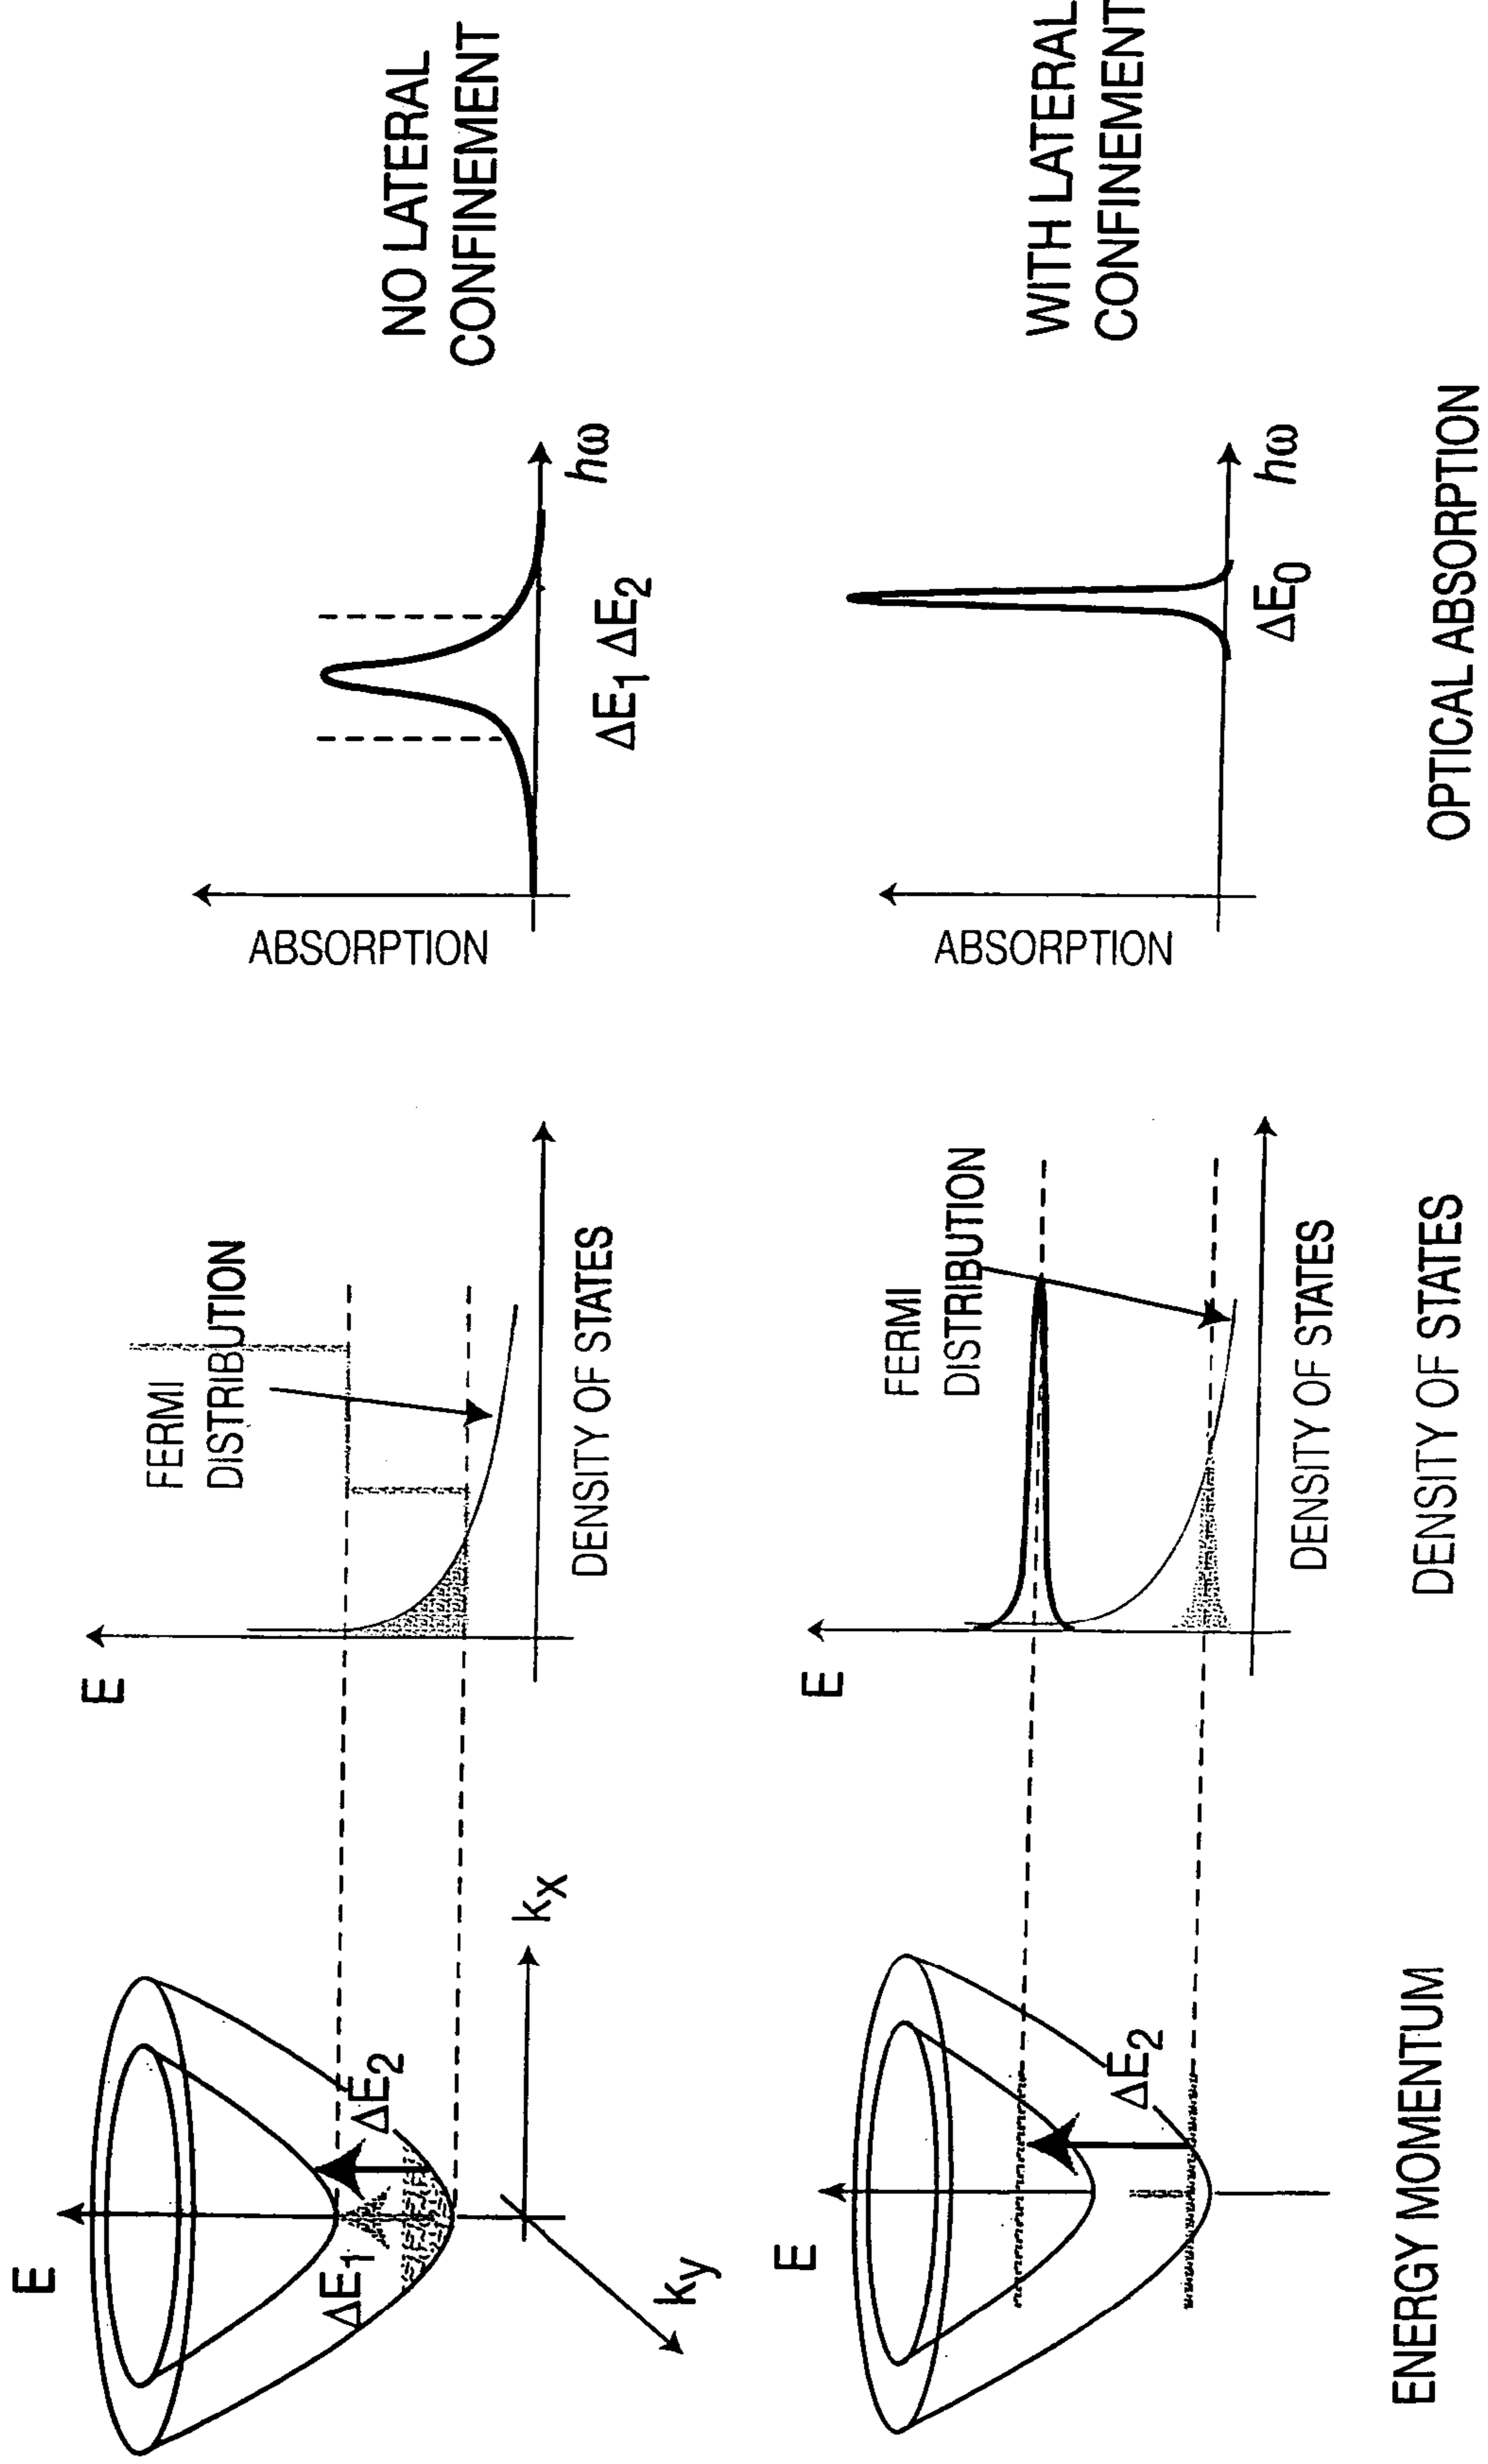 E
ΔE1
ΔE2
kx
ky
E
FERMI
DISTRIBUTION
DENSITY OF STATES
ABSORPTION
ΔE1 ΔE2
hω
NO LATERAL
CONFINEMENT
E
ΔE2
E
FERMI
DISTRIBUTION
DENSITY OF STATES
ABSORPTION
ΔE0
hω
WITH LATERAL
CONFINEMENT
ENERGY MOMENTUM
DENSITY OF STATES
OPTICAL ABSORPTION